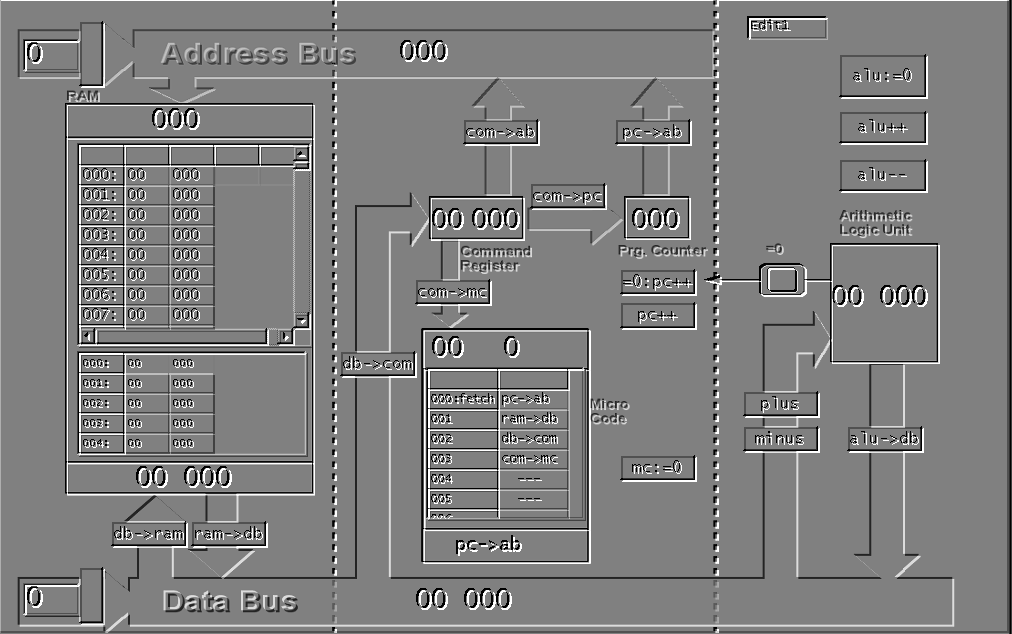 Edit1
0
Address Bus 000
alu:=0
RAM
000
com->ab pc->ab alu++
000: 00 000
001: 00 000
002: 00 000
003: 00 000
004: 00 000
005: 00 000
006: 00 000
007: 00 000
alu--
com->pc
00 000
000
Arithmetic
Logic Unit
Command
Register
Prg. Counter
=0
=0:pc++
com->mc
00 000
pc++
00 0
db->com
000: 00 000
001: 00 000
002: 00 000
003: 00 000
004: 00 000
000:fetch pc->ab
001 ram->db
002 db->com
003 com->mc
004 ---
005 ---
006
Micro
Code
plus
minus
alu->db
mc:=0
00 000
db->ram ram->db
pc->ab
0
Data Bus 00 000